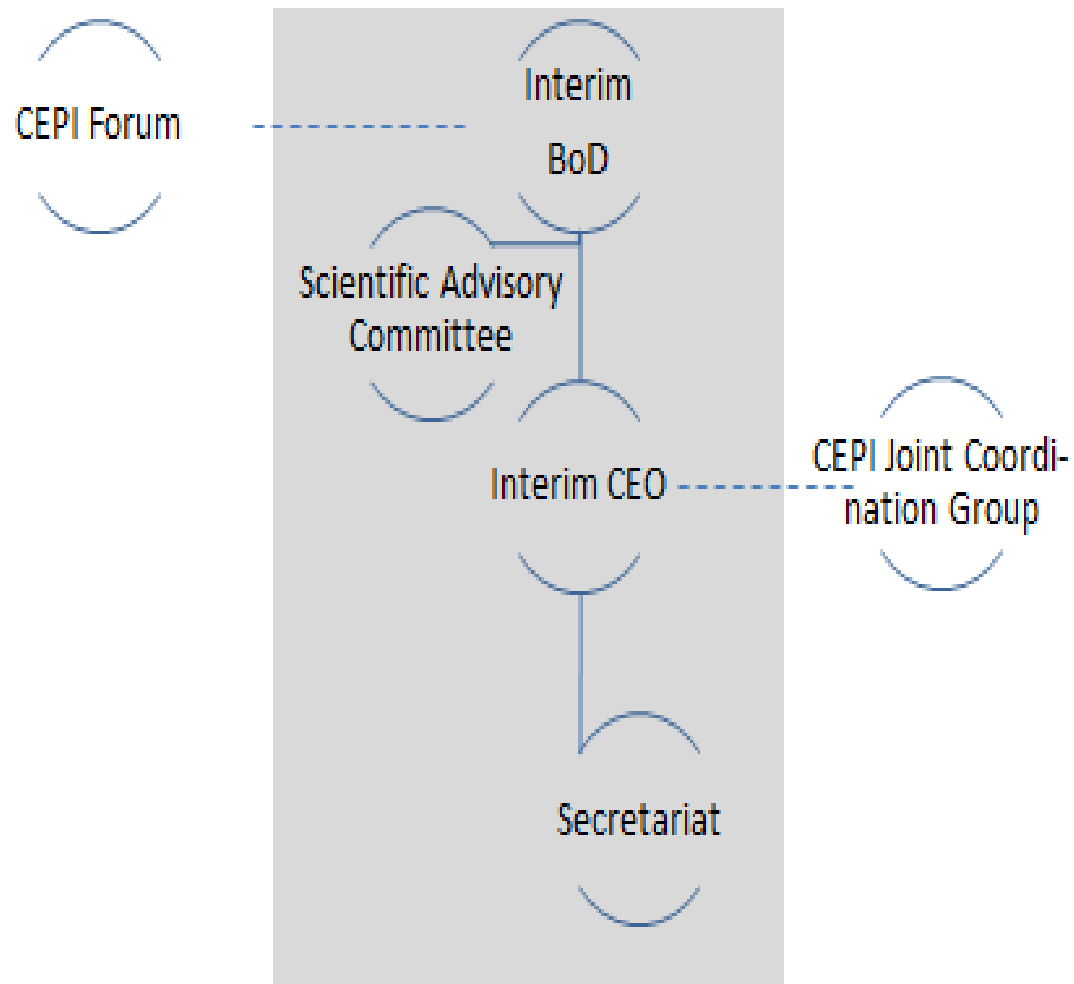 CEPI Forum
Interim
BoD
Scientific Advisory
Committee
Interim CEO
CEPI Joint Coordi-
nation Group
Secretariat